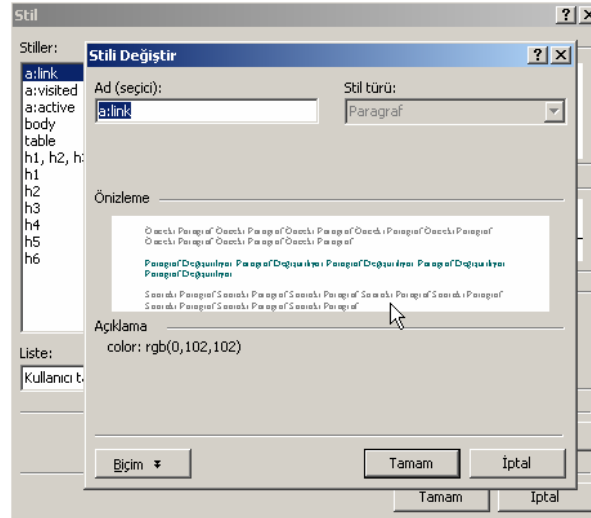 Stil
Stiller:
a:link
a:visited
a:active
body
table
h1, h2, h
h1
h2
h3
h4
h5
h6
Liste:
Kullanıcı t
Stili Değiştir
Ad (seçici):
a:link
Stil türü:
Paragraf
Önizleme
Önceki Paragraf Önceki Paragraf Önceki Paragraf Önceki Paragraf Önceki Paragraf
Önceki Paragraf Önceki Paragraf Önceki Paragraf
Paragraf Değiştiriliyor Paragraf Değiştiriliyor Paragraf Değiştiriliyor Paragraf Değiştiriliyor
Paragraf Değiştiriliyor
Sonraki Paragraf Sonraki Paragraf Sonraki Paragraf Sonraki Paragraf Sonraki Paragraf
Sonraki Paragraf Sonraki Paragraf Sonraki Paragraf
Açıklama
color: rgb(0,102,102)
Biçim
Tamam
İptal
Tamam
İptal